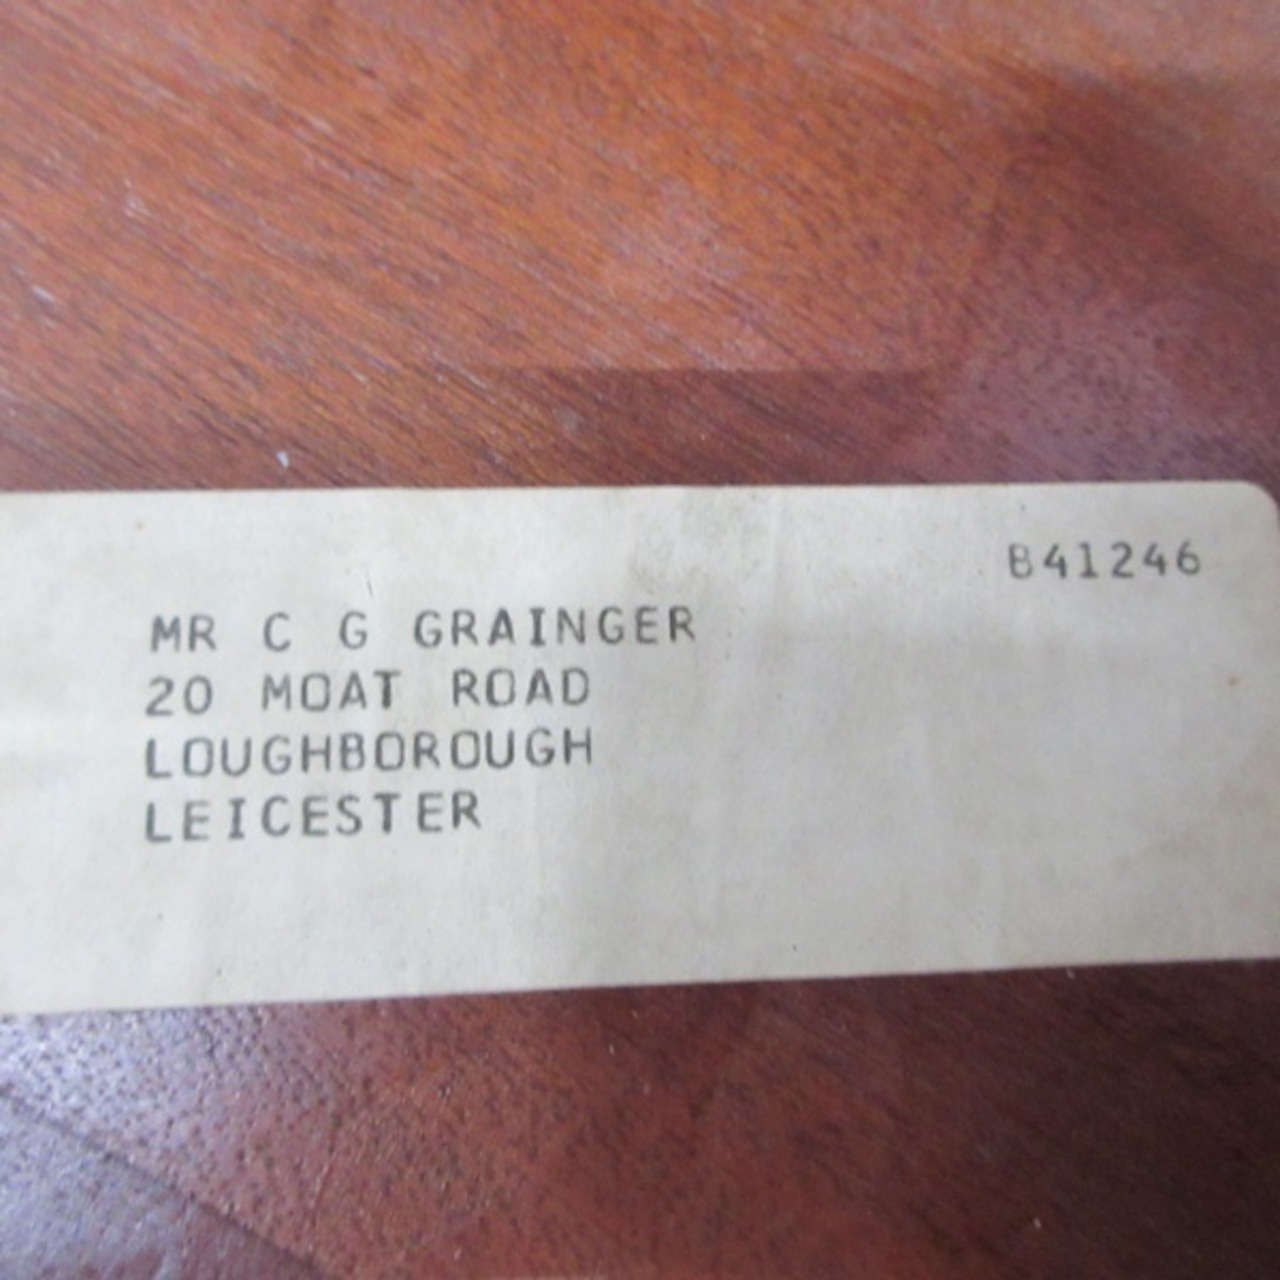 B41246
MR C G GRAINGER
20 MOAT ROAD
LOUGHBOROUGH
LEICESTER